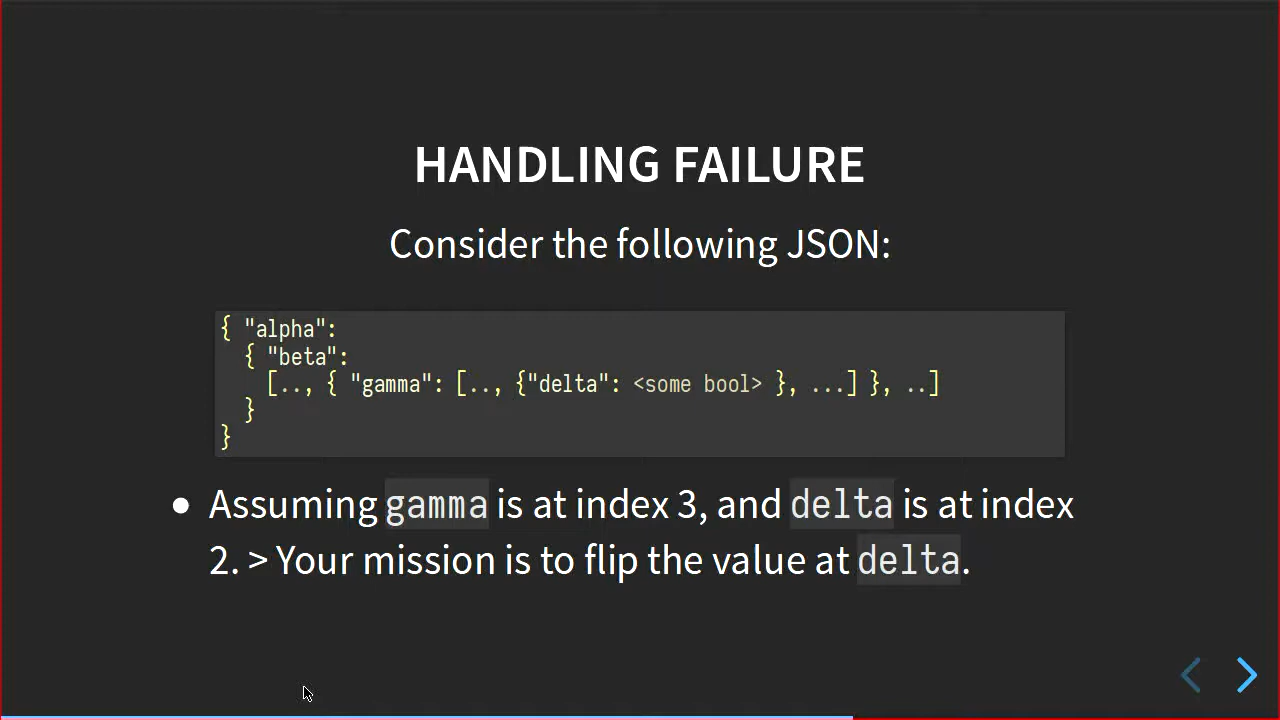 HANDLING FAILURE
Consider the following JSON:
{ "alpha":
{ "beta":
[.., { "gamma": [.., {"delta": <some bool> }, ...] }, ..]
}
}
• Assuming gamma is at index 3, and delta is at index
2. > Your mission is to flip the value at delta.